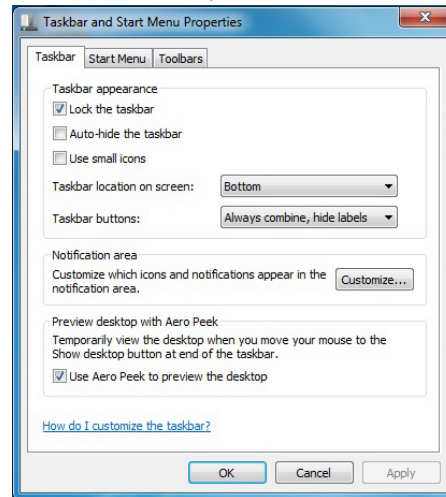 Taskbar and Start Menu Properties
Taskbar Start Menu Toolbars
Taskbar appearance
Lock the taskbar
Auto-hide the taskbar
Use small icons
Taskbar location on screen: Bottom
Taskbar buttons: Always combine, hide labels
Notification area
Customize which icons and notifications appear in the
notification area.
Customize...
Preview desktop with Aero Peek
Temporarily view the desktop when you move your mouse to the
Show desktop button at end of the taskbar.
Use Aero Peek to preview the desktop
How do I customize the taskbar?
OK Cancel Apply